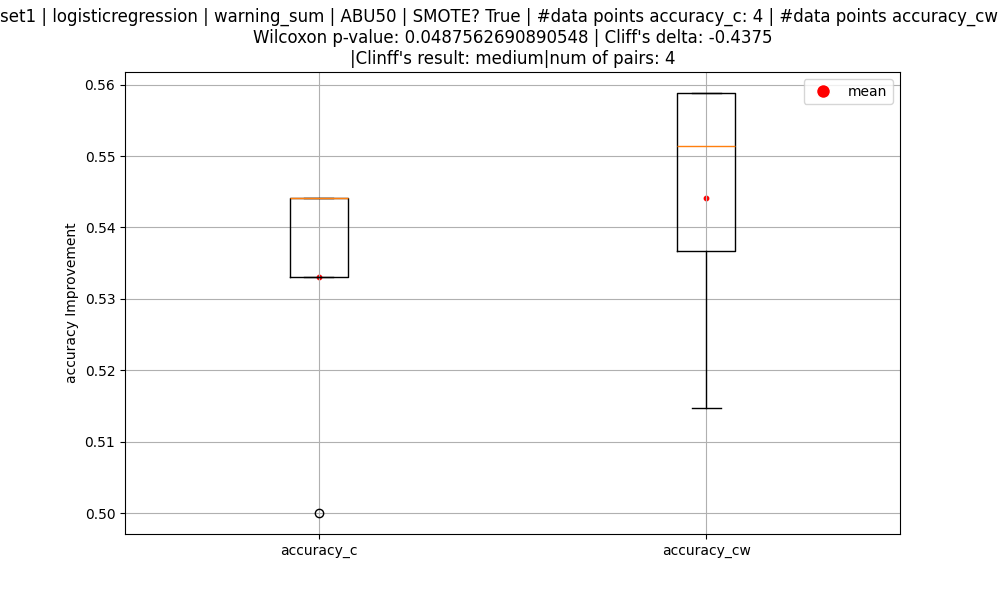 set1 | logisticregression | warning_sum | ABU50 | SMOTE? True | #data points accuracy_c: 4 | #data points accuracy_cw
Wilcoxon p-value: 0.0487562690890548 | Cliff's delta: -0.4375
|Clinff's result: medium|num of pairs: 4
mean
0.56
0.55
0.54
0.53
0.52
0.51
0.50
accuracy Improvement
accuracy_c
accuracy_cw